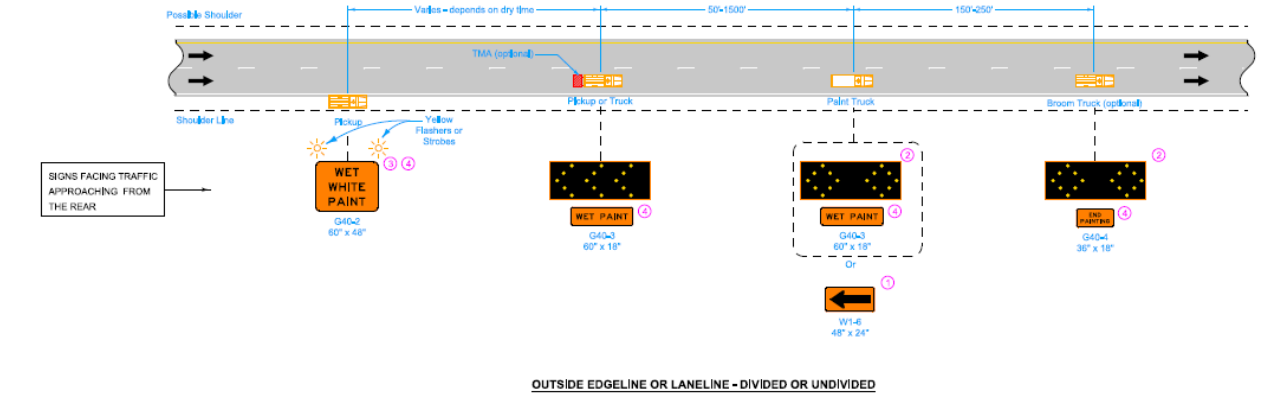 Varies - depends on dry time
50'-1500'
150'-250'
Possible Shoulder
TMA (optional)
Pickup or Truck
Paint Truck
Broom Truck (optional)
Shoulder Line
Pickup
Yellow
Flashers or
Strobes
SIGNS FACING TRAFFIC
APPROACHING FROM
THE REAR
WET
WHITE
PAINT
3 4
G40-2
60" x 48"
WET PAINT
4
G40-3
60" x 18"
2
WET PAINT
4
G40-3
60" x 18"
Or
1
W1-6
48" x 24"
2
END
PAINTING
4
G40-4
36" x 18"
OUTSIDE EDGELINE OR LANELINE - DIVIDED OR UNDIVIDED